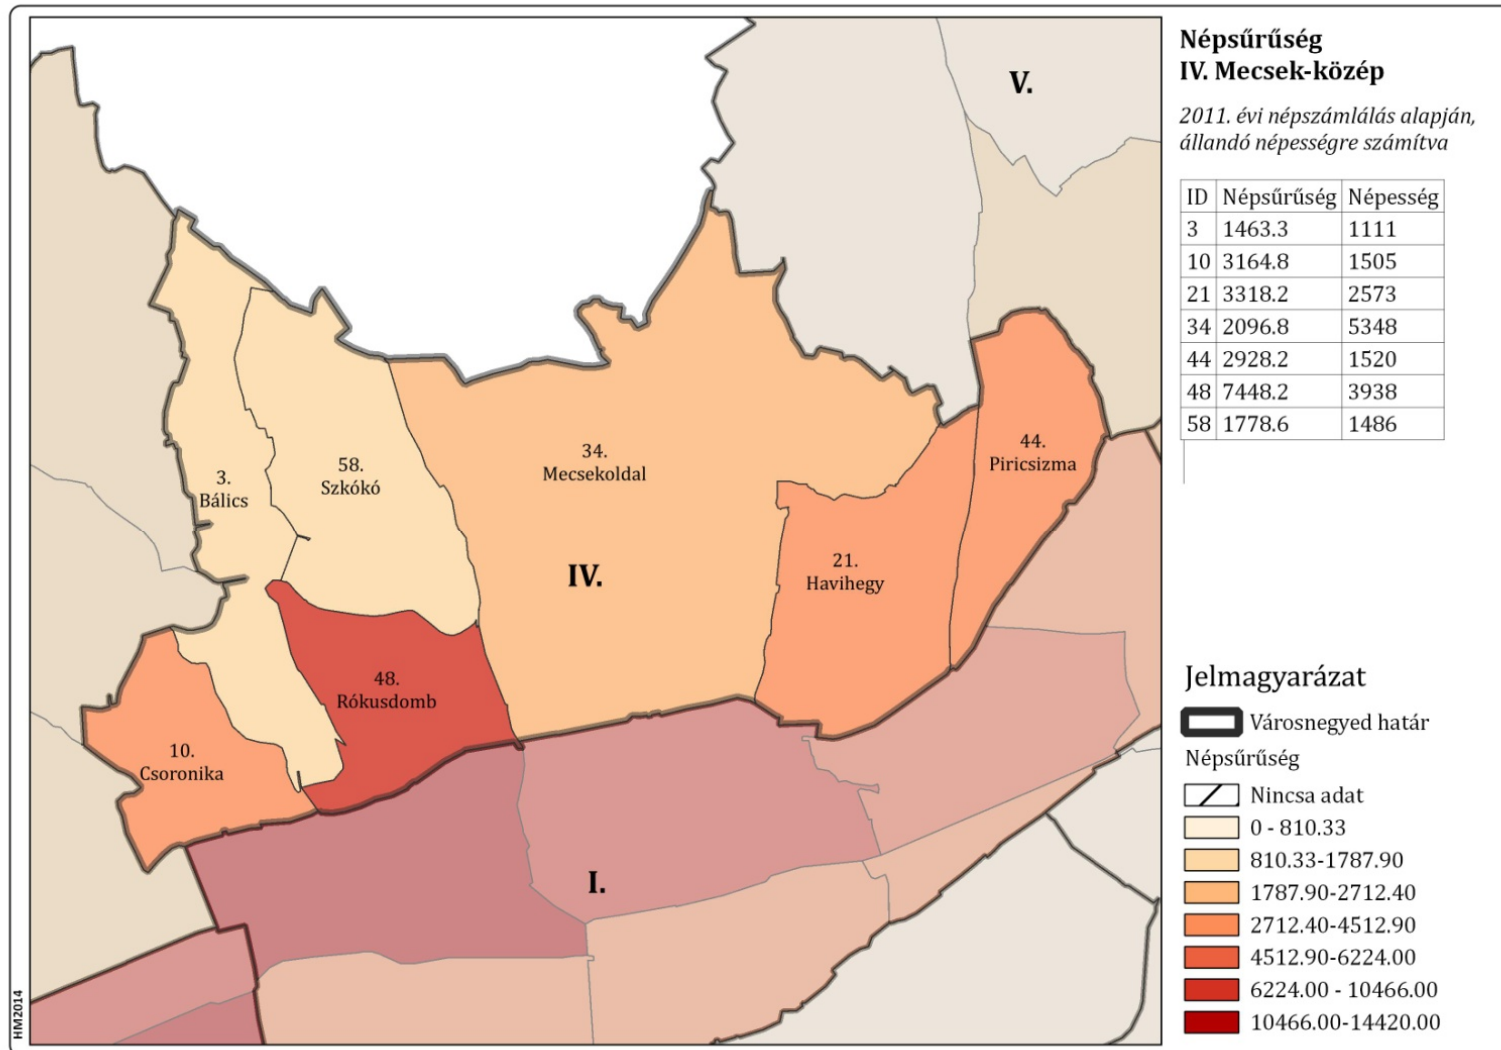 Népsűrűség
IV. Mecsek-közép
2011. évi népszámlálás alapján,
állandó népességre számítva
ID Népsűrűség Népesség
3 1463.3 1111
10 3164.8 1505
21 3318.2 2573
34 2096.8 5348
44 2928.2 1520
48 7448.2 3938
58 1778.6 1486
V.
44.
Piricsizma
34.
Mecsekoldal
58.
Szkókó
3.
Bálics
IV.
21.
Havihegy
48.
Rókusdomb
10.
Csoronika
I.
Jelmagyarázat
Városnegyed határ
Népsűrűség
Nincsa adat
0 - 810.33
810.33-1787.90
1787.90-2712.40
2712.40-4512.90
4512.90-6224.00
6224.00 - 10466.00
10466.00-14420.00
HM2014